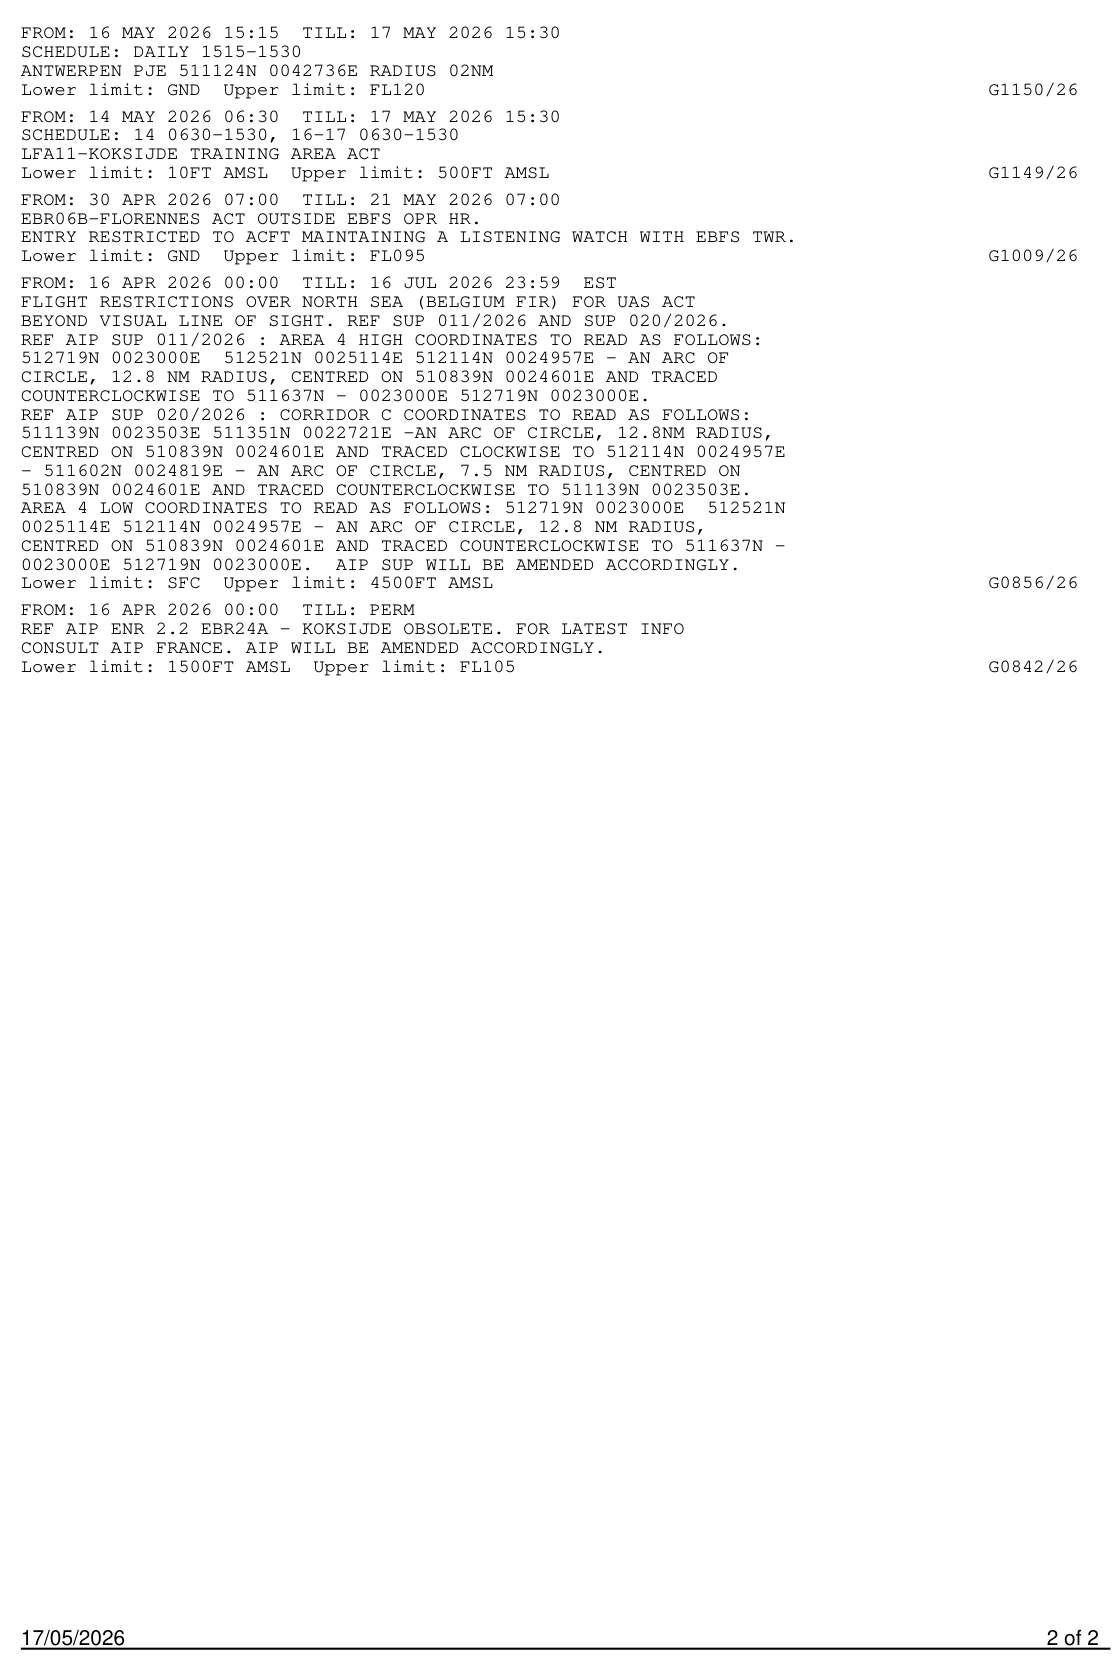 FROM: 16 MAY 2026 15:15  TILL: 17 MAY 2026 15:30
SCHEDULE: DAILY 1515-1530
ANTWERPEN PJE 511124N 0042736E RADIUS 02NM
Lower limit: GND  Upper limit: FL120 G1150/26
FROM: 14 MAY 2026 06:30  TILL: 17 MAY 2026 15:30
SCHEDULE: 14 0630-1530, 16-17 0630-1530
LFA11-KOKSIJDE TRAINING AREA ACT
Lower limit: 10FT AMSL  Upper limit: 500FT AMSL G1149/26
FROM: 30 APR 2026 07:00  TILL: 21 MAY 2026 07:00
EBR06B-FLORENNES ACT OUTSIDE EBFS OPR HR.
ENTRY RESTRICTED TO ACFT MAINTAINING A LISTENING WATCH WITH EBFS TWR.
Lower limit: GND  Upper limit: FL095 G1009/26
FROM: 16 APR 2026 00:00  TILL: 16 JUL 2026 23:59  EST
FLIGHT RESTRICTIONS OVER NORTH SEA (BELGIUM FIR) FOR UAS ACT
BEYOND VISUAL LINE OF SIGHT. REF SUP 011/2026 AND SUP 020/2026.
REF AIP SUP 011/2026 : AREA 4 HIGH COORDINATES TO READ AS FOLLOWS:
512719N 0023000E  512521N 0025114E 512114N 0024957E - AN ARC OF
CIRCLE, 12.8 NM RADIUS, CENTRED ON 510839N 0024601E AND TRACED
COUNTERCLOCKWISE TO 511637N - 0023000E 512719N 0023000E.
REF AIP SUP 020/2026 : CORRIDOR C COORDINATES TO READ AS FOLLOWS:
511139N 0023503E 511351N 0022721E -AN ARC OF CIRCLE, 12.8NM RADIUS,
CENTRED ON 510839N 0024601E AND TRACED CLOCKWISE TO 512114N 0024957E
- 511602N 0024819E - AN ARC OF CIRCLE, 7.5 NM RADIUS, CENTRED ON
510839N 0024601E AND TRACED COUNTERCLOCKWISE TO 511139N 0023503E.
AREA 4 LOW COORDINATES TO READ AS FOLLOWS: 512719N 0023000E  512521N
0025114E 512114N 0024957E - AN ARC OF CIRCLE, 12.8 NM RADIUS,
CENTRED ON 510839N 0024601E AND TRACED COUNTERCLOCKWISE TO 511637N -
0023000E 512719N 0023000E.  AIP SUP WILL BE AMENDED ACCORDINGLY.
Lower limit: SFC  Upper limit: 4500FT AMSL G0856/26
FROM: 16 APR 2026 00:00  TILL: PERM
REF AIP ENR 2.2 EBR24A - KOKSIJDE OBSOLETE. FOR LATEST INFO
CONSULT AIP FRANCE. AIP WILL BE AMENDED ACCORDINGLY.
Lower limit: 1500FT AMSL  Upper limit: FL105 G0842/26
17/05/2026 2 of 2